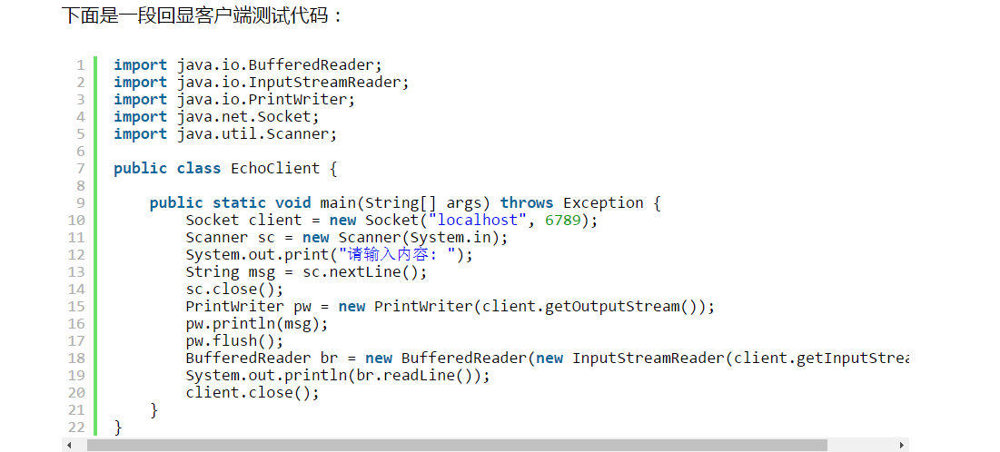 下面是一段回显客户端测试代码：
1 import java.io.BufferedReader;
2 import java.io.InputStreamReader;
3 import java.io.PrintWriter;
4 import java.net.Socket;
5 import java.util.Scanner;
6
7 public class EchoClient {
8
9     public static void main(String[] args) throws Exception {
10         Socket client = new Socket("localhost", 6789);
11         Scanner sc = new Scanner(System.in);
12         System.out.print("请输入内容: ");
13         String msg = sc.nextLine();
14         sc.close();
15         PrintWriter pw = new PrintWriter(client.getOutputStream());
16         pw.println(msg);
17         pw.flush();
18         BufferedReader br = new BufferedReader(new InputStreamReader(client.getInputStrea
19         System.out.println(br.readLine());
20         client.close();
21     }
22 }